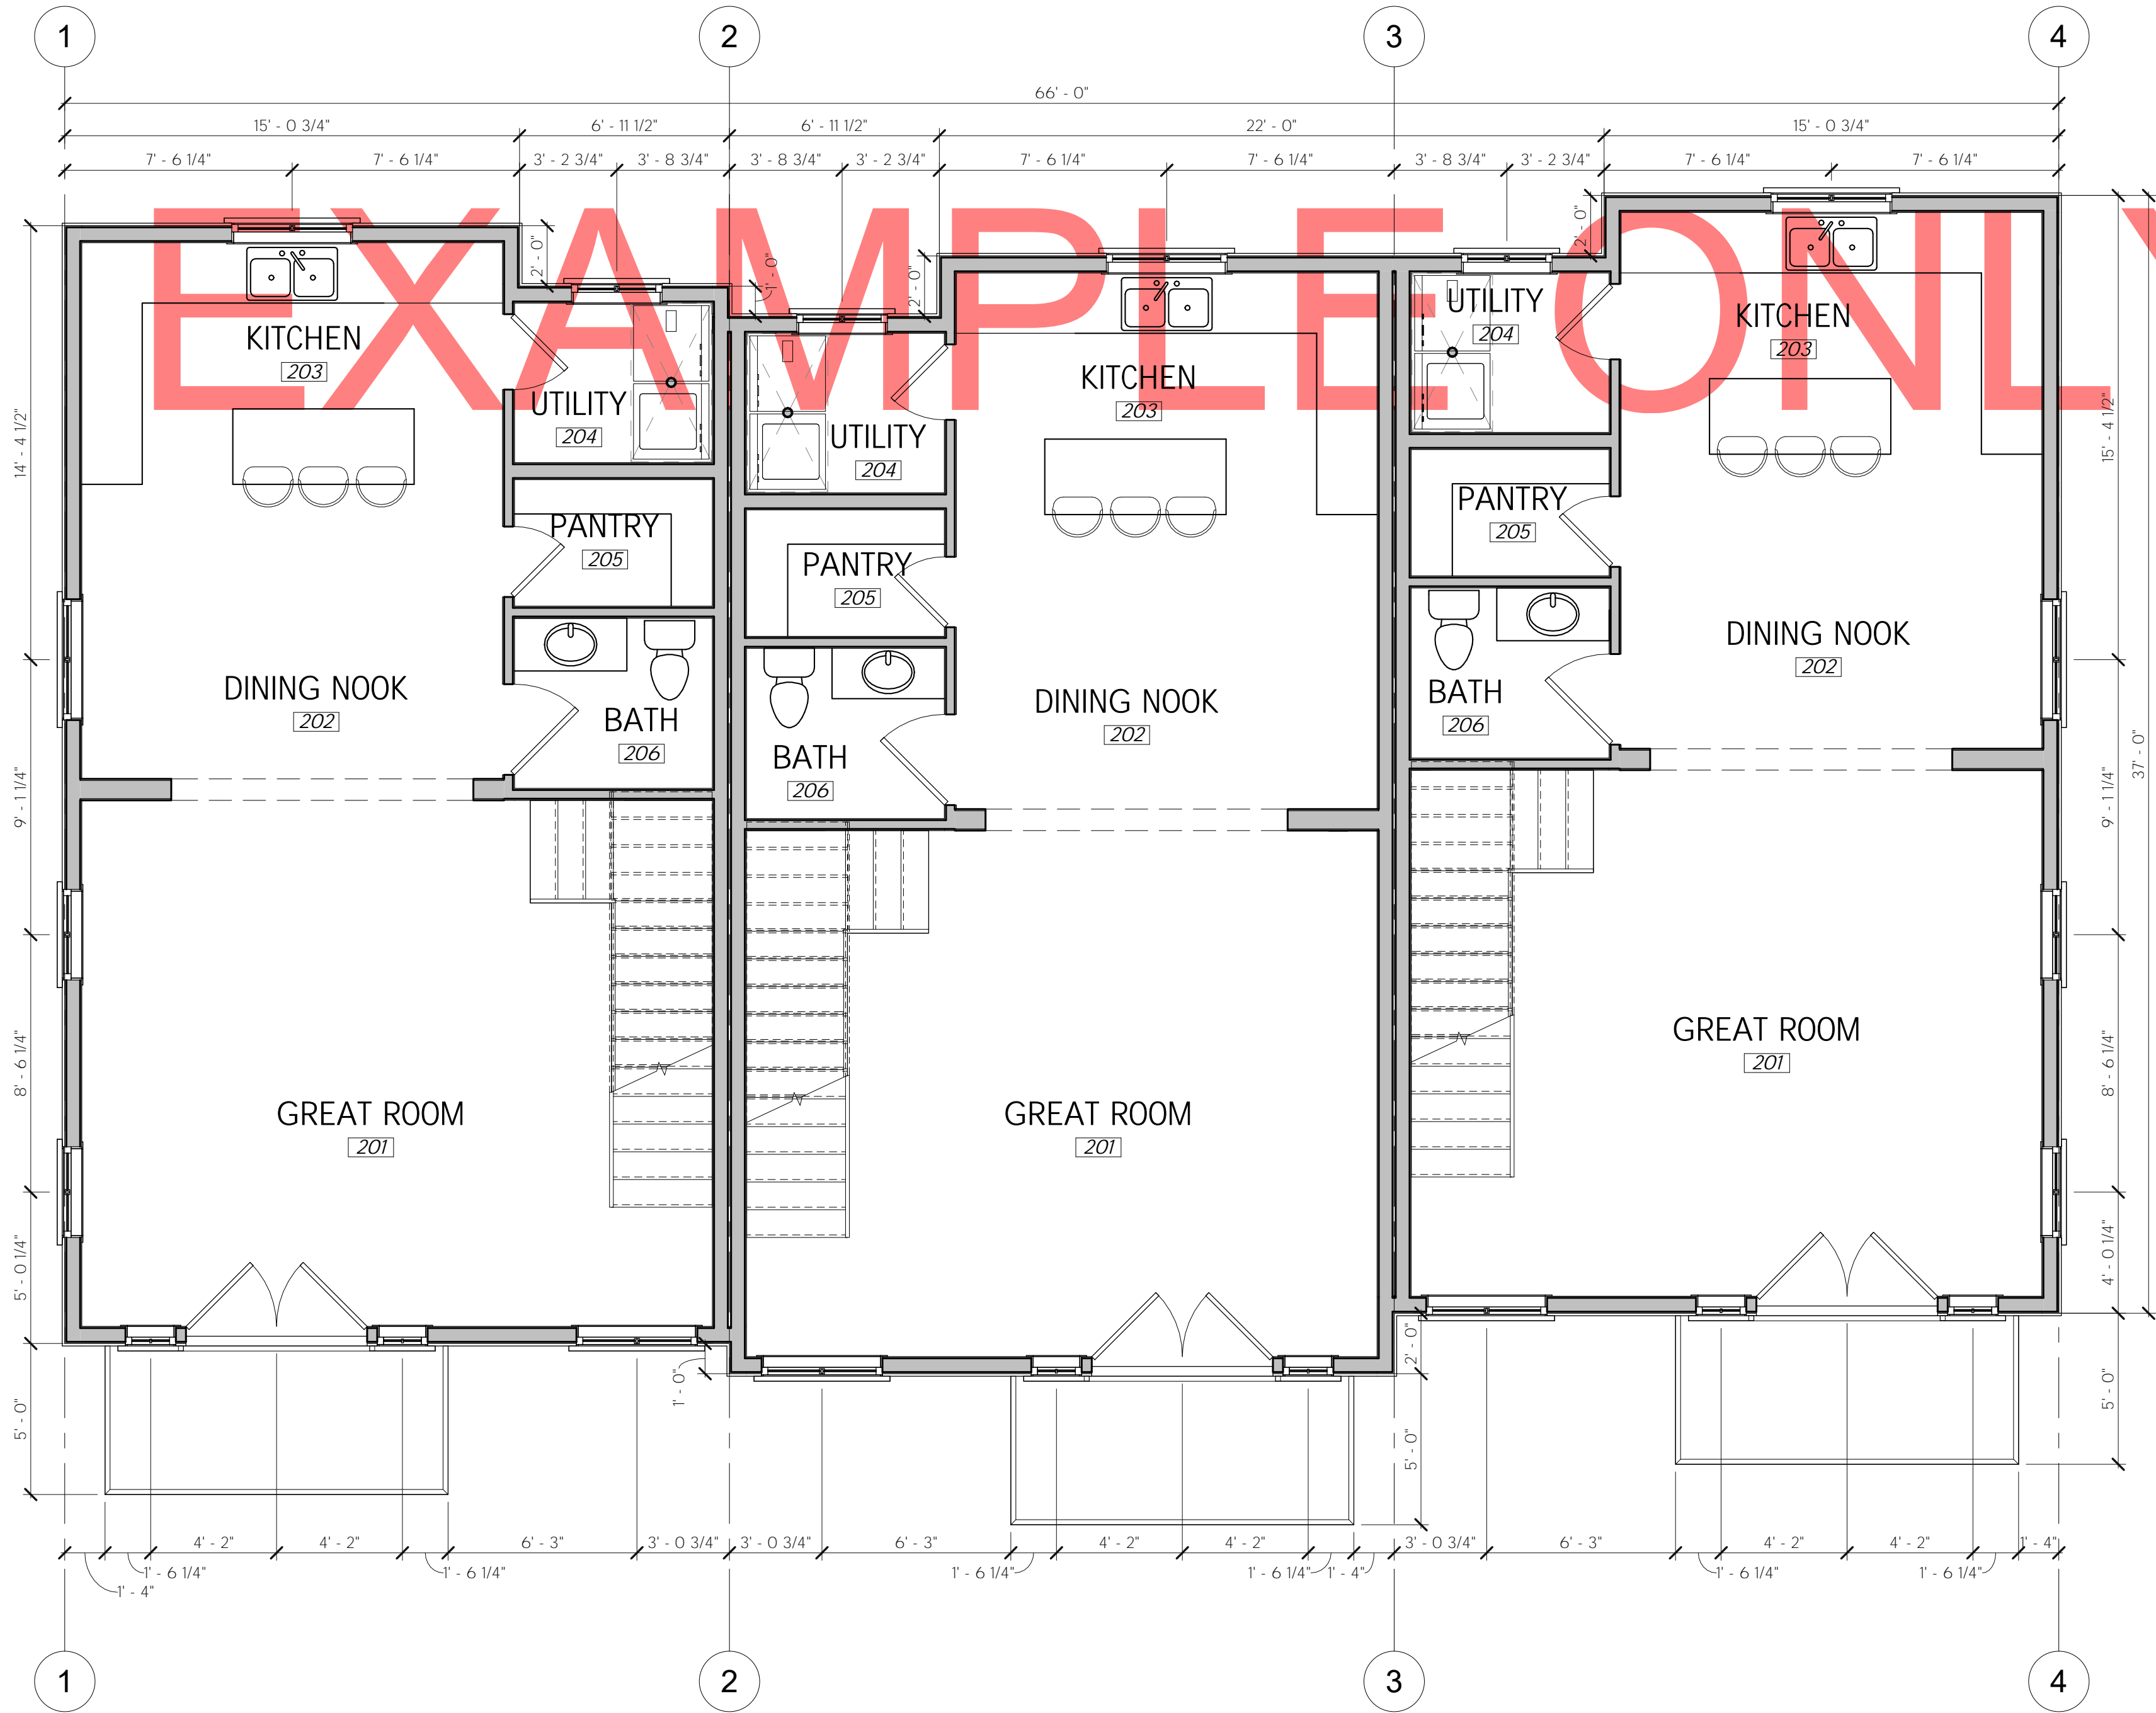 1 2 3 4
66' - 0"
15' - 0 3/4" 6' - 11 1/2" 6' - 11 1/2" 22' - 0" 15' - 0 3/4"
7' - 6 1/4" 7' - 6 1/4" 3' - 2 3/4" 3' - 8 3/4" 3' - 8 3/4" 3' - 2 3/4" 7' - 6 1/4" 7' - 6 1/4" 3' - 8 3/4" 3' - 2 3/4" 7' - 6 1/4" 7' - 6 1/4"
EXAMPLE ONLY
2' - 0" 1' - 0" 2' - 0" 2' - 0"
KITCHEN
203
UTILITY
204
PANTRY
205
DINING NOOK
202
BATH
206
GREAT ROOM
201
KITCHEN
203
UTILITY
204
PANTRY
205
DINING NOOK
202
BATH
206
GREAT ROOM
201
UTILITY
204
KITCHEN
203
PANTRY
205
DINING NOOK
202
BATH
206
GREAT ROOM
201
14' - 4 1/2"
9' - 1 1/4"
8' - 6 1/4"
5' - 0 1/4"
5' - 0"
15' - 4 1/2"
9' - 1 1/4"
8' - 6 1/4"
4' - 0 1/4"
5' - 0"
37' - 0"
1' - 0"
2' - 0"
5' - 0"
4' - 2" 4' - 2" 6' - 3" 3' - 0 3/4" 3' - 0 3/4" 6' - 3" 4' - 2" 4' - 2" 3' - 0 3/4" 6' - 3" 4' - 2" 4' - 2" 1' - 4"
1' - 6 1/4" 1' - 6 1/4" 1' - 6 1/4" 1' - 6 1/4" 1' - 4" 1' - 6 1/4" 1' - 6 1/4"
1' - 4"
1 2 3 4